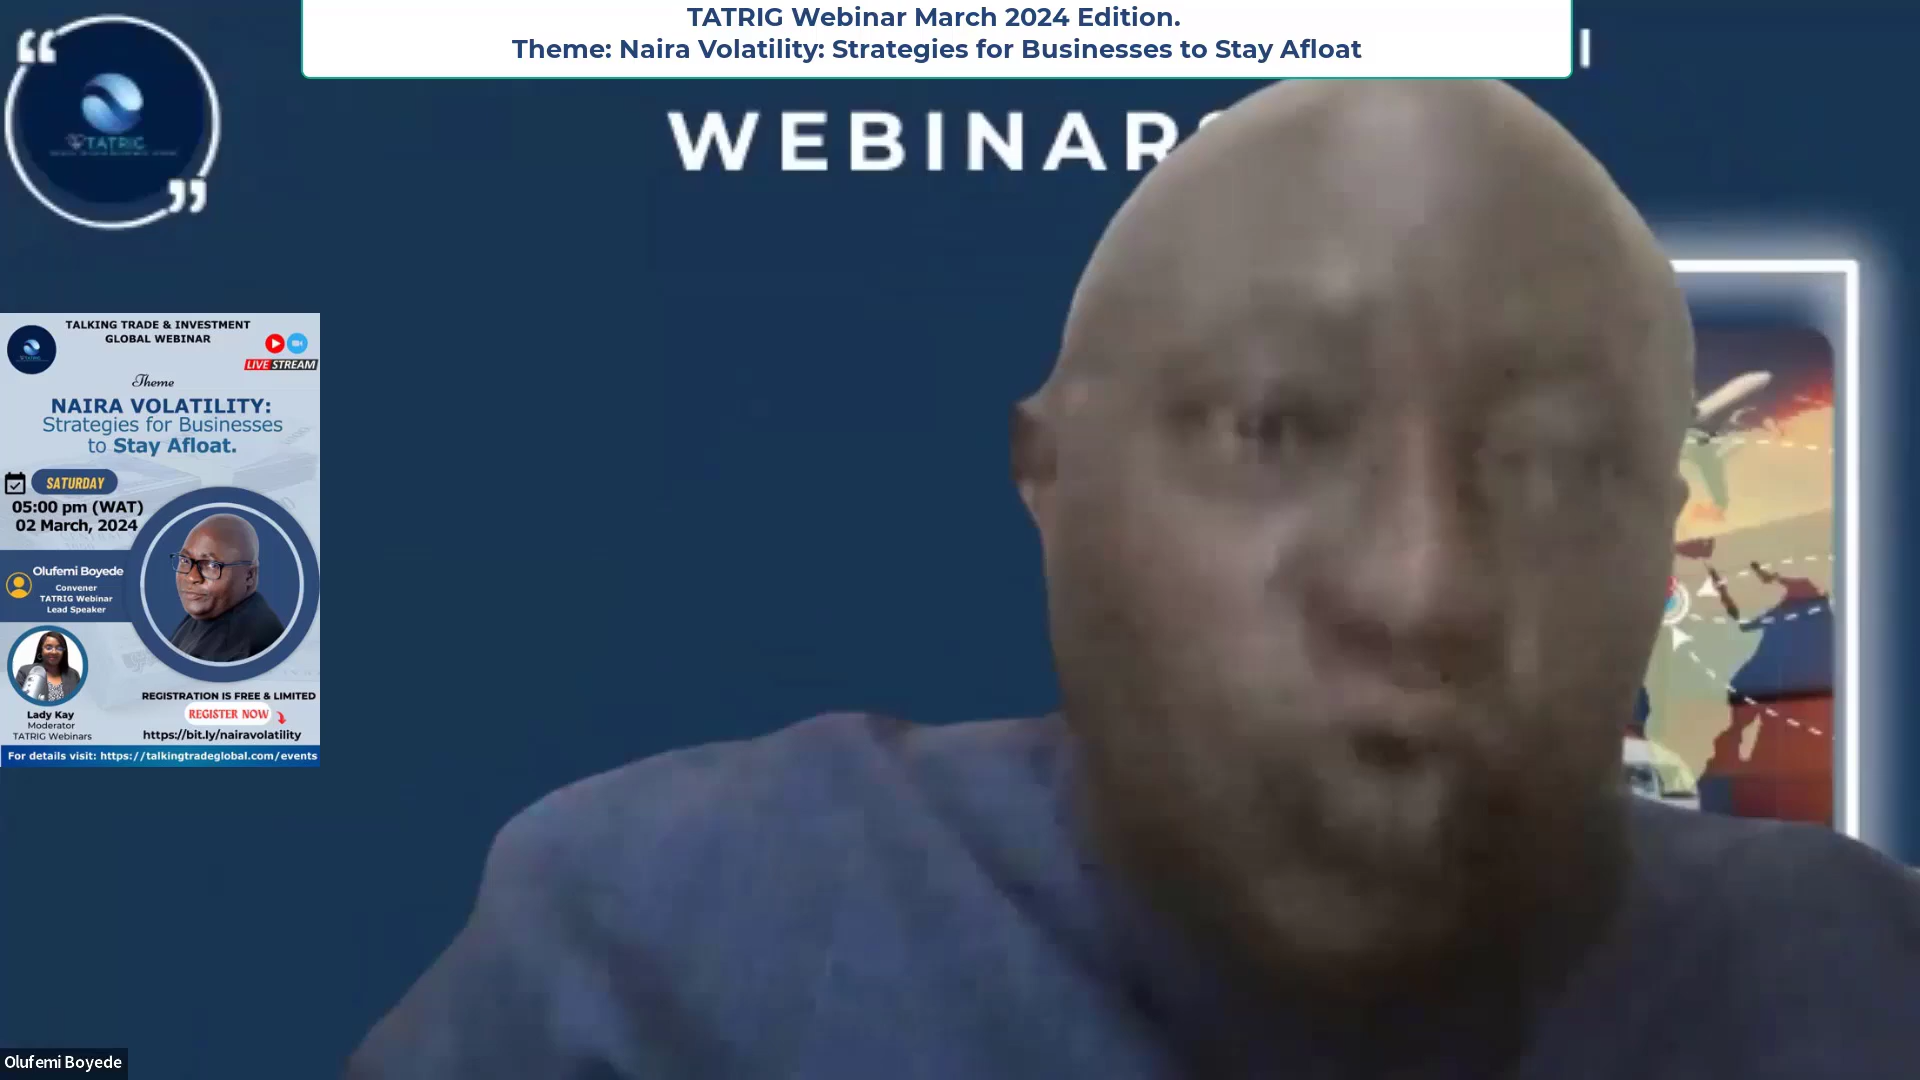 TATRIG Webinar March 2024 Edition.
Theme: Naira Volatility: Strategies for Businesses to Stay Afloat
WEBINARS
TATRIG
TALKING TRADE & INVESTMENT
GLOBAL WEBINAR
LIVE STREAM
Theme
NAIRA VOLATILITY:
Strategies for Businesses
to Stay Afloat.
SATURDAY
05:00 pm (WAT)
02 March, 2024
Olufemi Boyede
Convener
TATRIG Webinar
Lead Speaker
Lady Kay
Moderator
TATRIG Webinars
REGISTRATION IS FREE & LIMITED
REGISTER NOW
https://bit.ly/nairavolatility
For details visit: https://talkingtradeglobal.com/events
Olufemi Boyede